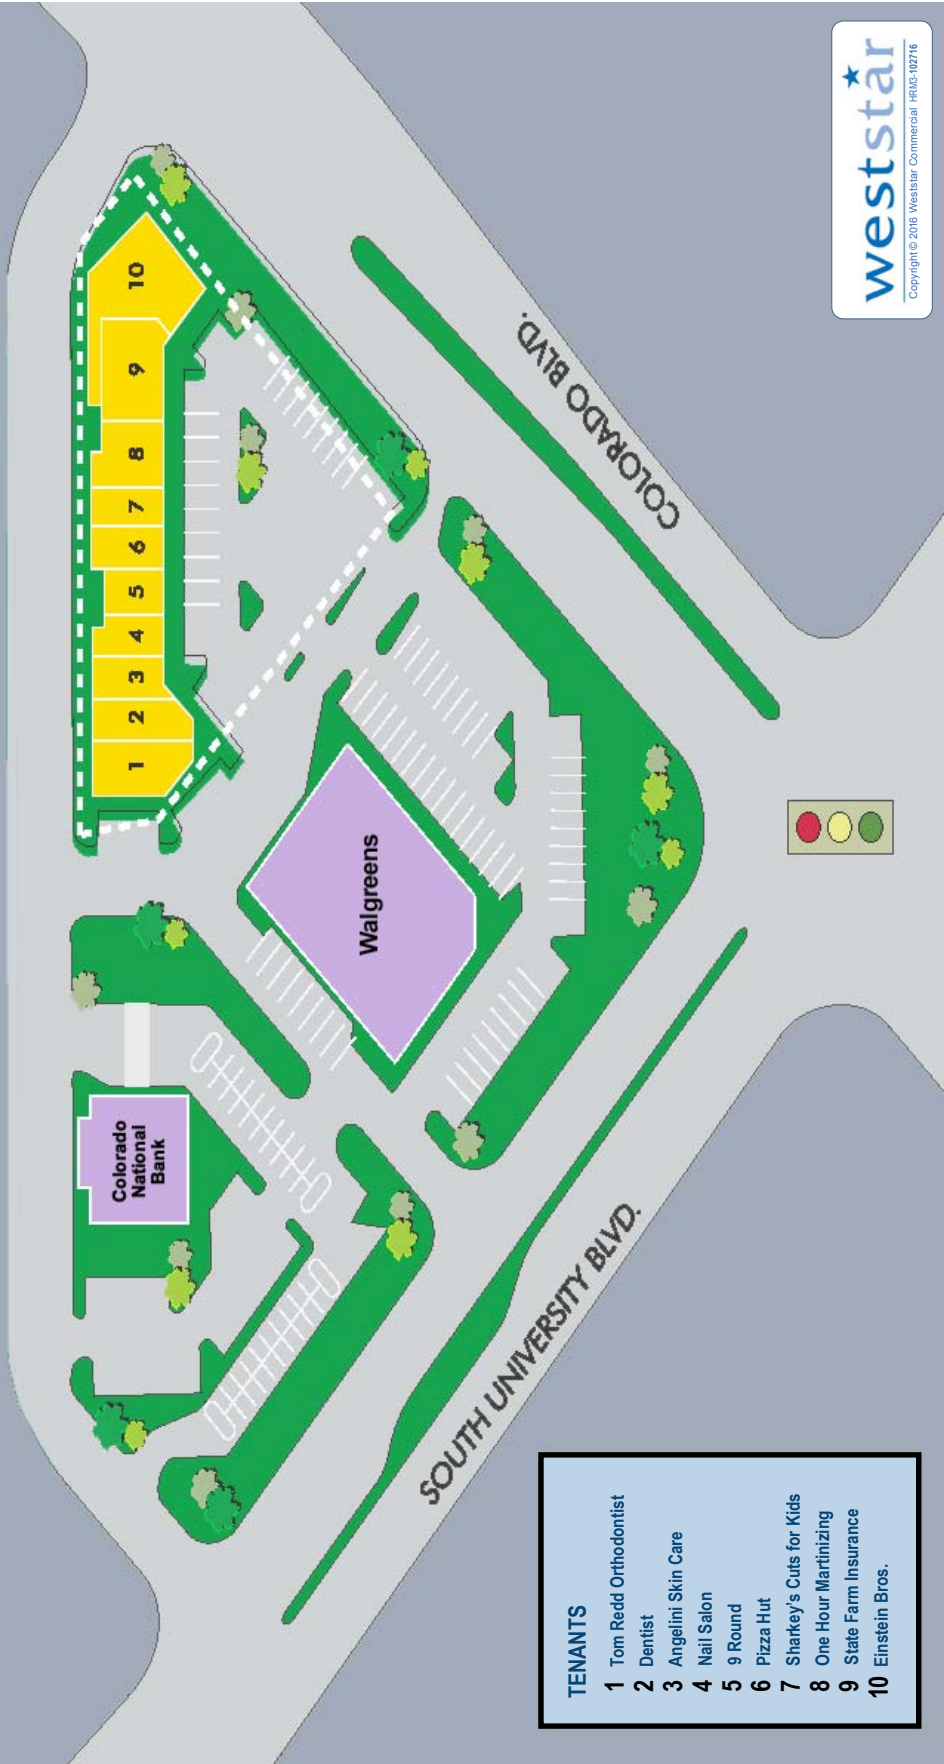 weststar
Copyright © 2016 Weststar Commercial HRM3-102716
1
2
3
4
5
6
7
8
9
10
Colorado
National
Bank
Walgreens
COLORADO BLVD.
SOUTH UNIVERSITY BLVD.
TENANTS
1 Tom Redd Orthodontist
2 Dentist
3 Angelini Skin Care
4 Nail Salon
5 9 Round
6 Pizza Hut
7 Sharkey's Cuts for Kids
8 One Hour Martinizing
9 State Farm Insurance
10 Einstein Bros.